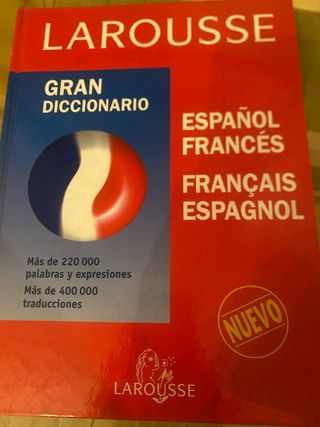 LAROUSSE
GRAN
DICCIONARIO
ESPAÑOL
FRANCÉS
FRANÇAIS
ESPAGNOL
Más de 220 000
palabras y expresiones
Más de 400 000
traducciones
NUEVO
LAROUSSE